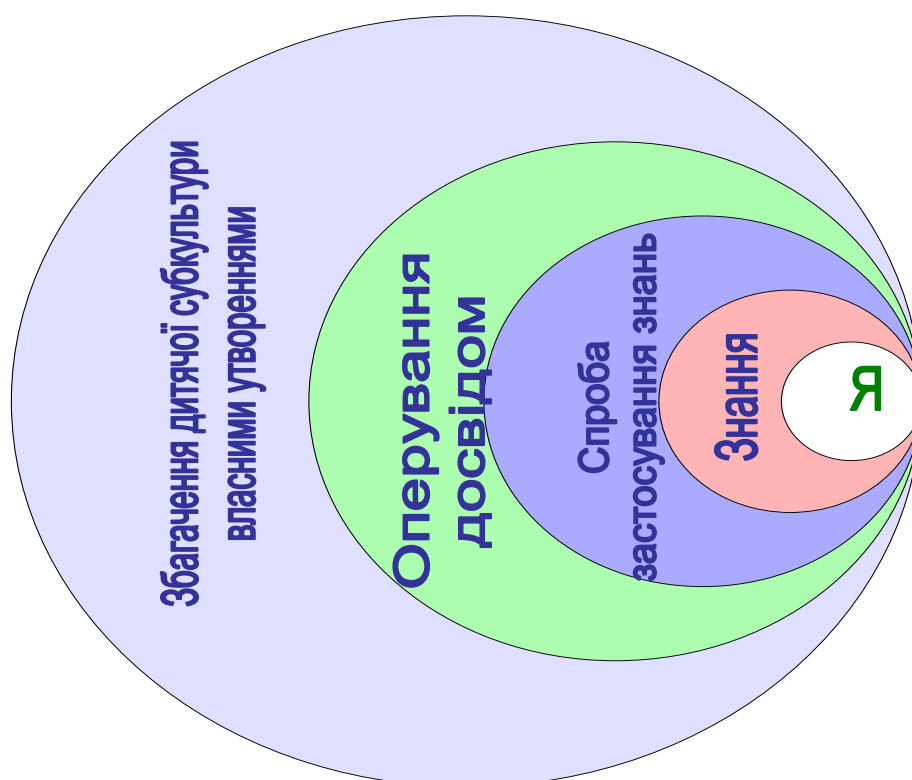 Збагачення дитячої субкультури
власними утвореннями
Оперування
досвідом
Спроба
застосування знань
Знання
Я